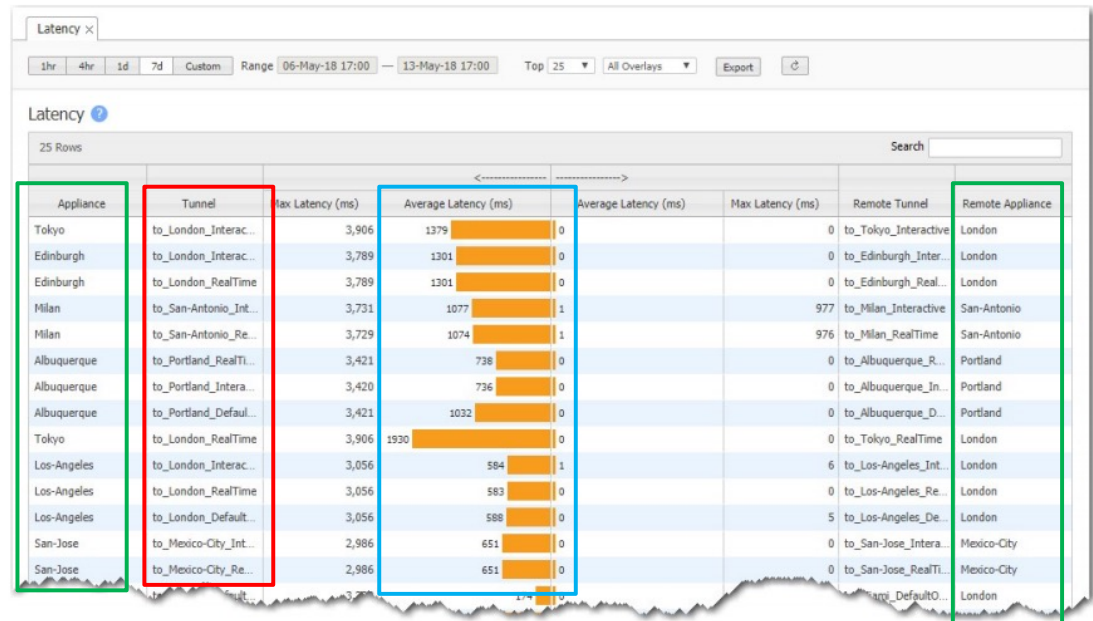 Latency ×
1hr 4hr 1d 7d Custom Range 06-May-18 17:00 — 13-May-18 17:00 Top 25 ▼ All Overlays ▼ Export
Latency ?
25 Rows Search
<---------------- ---------------->
Appliance Tunnel Max Latency (ms) Average Latency (ms) Average Latency (ms) Max Latency (ms) Remote Tunnel Remote Appliance
Tokyo to_London_Interac... 3,906 1379 0 0 to_Tokyo_Interactive London
Edinburgh to_London_Interac... 3,789 1301 0 0 to_Edinburgh_Inter... London
Edinburgh to_London_RealTime 3,789 1301 0 0 to_Edinburgh_Real... London
Milan to_San-Antonio_Int... 3,731 1077 1 977 to_Milan_Interactive San-Antonio
Milan to_San-Antonio_Re... 3,729 1074 1 976 to_Milan_RealTime San-Antonio
Albuquerque to_Portland_RealTi... 3,421 738 0 0 to_Albuquerque_R... Portland
Albuquerque to_Portland_Intera... 3,420 736 0 0 to_Albuquerque_In... Portland
Albuquerque to_Portland_Defaul... 3,421 1032 0 0 to_Albuquerque_D... Portland
Tokyo to_London_RealTime 3,906 1930 0 0 to_Tokyo_RealTime London
Los-Angeles to_London_Interac... 3,056 584 1 6 to_Los-Angeles_Int... London
Los-Angeles to_London_RealTime 3,056 583 0 0 to_Los-Angeles_Re... London
Los-Angeles to_London_Default... 3,056 588 0 5 to_Los-Angeles_De... London
San-Jose to_Mexico-City_Int... 2,986 651 0 0 to_San-Jose_Intera... Mexico-City
San-Jose to_Mexico-City_Re... 2,986 651 0 0 to_San-Jose_RealTi... Mexico-City
174 0 London